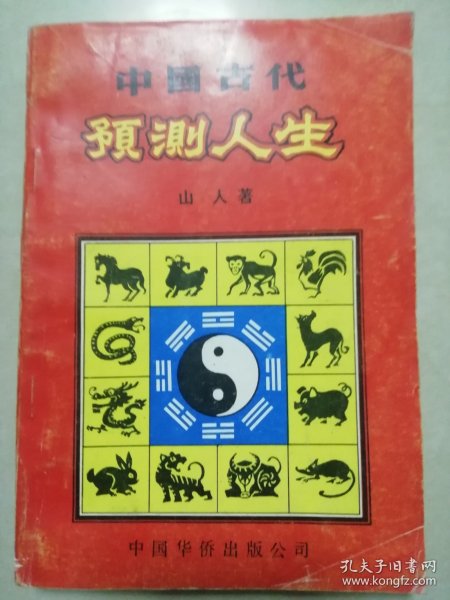 中國古代
預測人生
山人著
中国华侨出版公司
孔夫子旧书网
www.kongfz.com